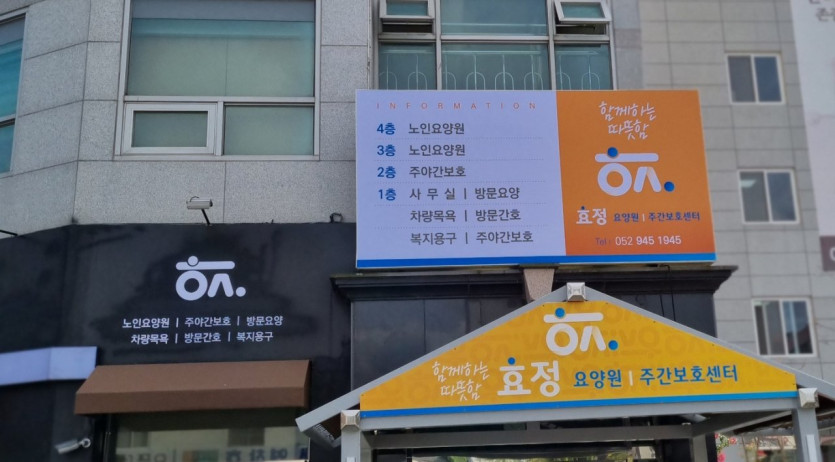 INFORMATION
4층 노인요양원
3층 노인요양원
2층 주야간보호
1층 사 무 실 | 방문요양
차량목욕 | 방문간호
복지용구 | 주야간보호
함께하는
따뜻함
효정 요양원 | 주간보호센터
Tel : 052 945 1945
노인요양원 | 주야간보호 | 방문요양
차량목욕 | 방문간호 | 복지용구
함께하는
따뜻함
효정 요양원 | 주간보호센터